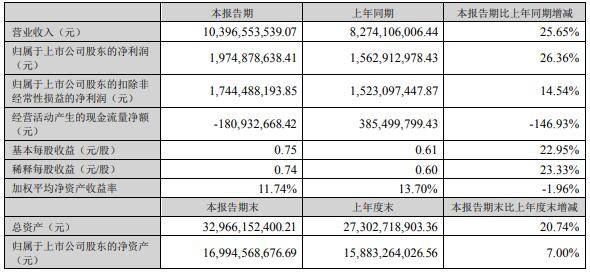 本报告期 上年同期 本报告期比上年同期增减
营业收入(元) 10,396,553,539.07 8,274,106,006.44 25.65%
归属于上市公司股东的净利润
(元) 1,974,878,638.41 1,562,912,978.43 26.36%
归属于上市公司股东的扣除非
经常性损益的净利润(元) 1,744,488,193.85 1,523,097,447.87 14.54%
经营活动产生的现金流量净额
(元) -180,932,668.42 385,499,799.43 -146.93%
基本每股收益(元/股) 0.75 0.61 22.95%
稀释每股收益(元/股) 0.74 0.60 23.33%
加权平均净资产收益率 11.74% 13.70% -1.96%
本报告期末 上年度末 本报告期末比上年度末增减
总资产(元) 32,966,152,400.21 27,302,718,903.36 20.74%
归属于上市公司股东的净资产
(元) 16,994,568,676.69 15,883,264,026.56 7.00%